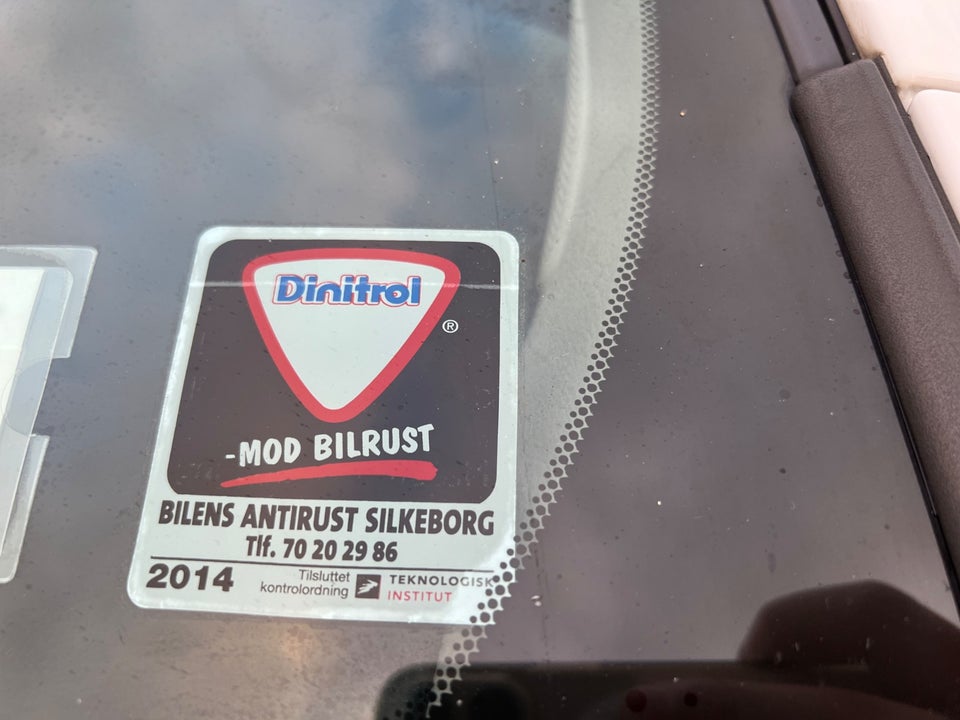 Dinitrol
®
-MOD BILRUST
BILENS ANTIRUST SILKEBORG
Tlf. 70 20 29 86
2014
Tilsluttet
kontrolordning
TEKNOLOGISK
INSTITUT